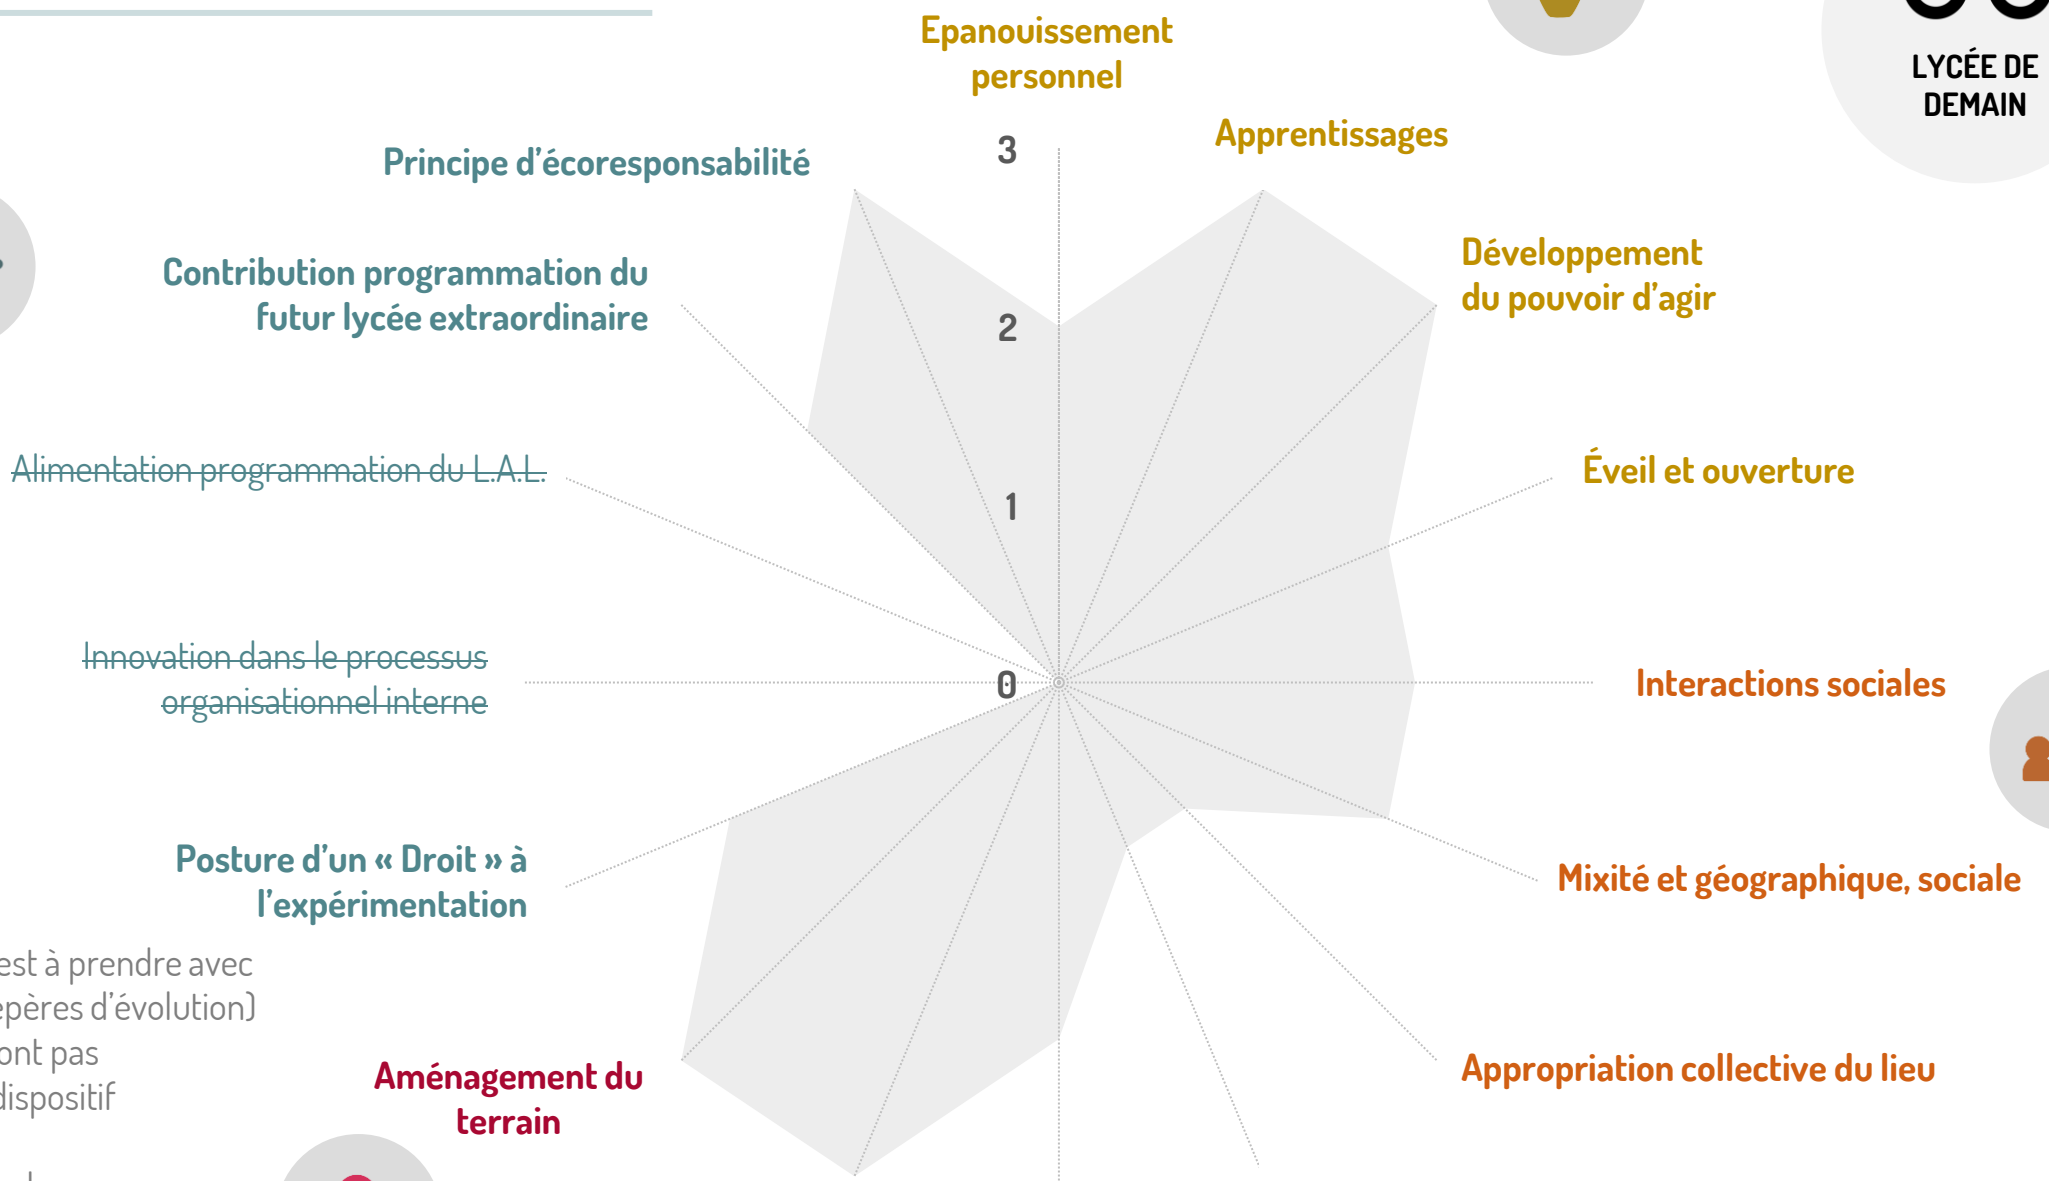 Epanouissement
personnel
LYCÉE DE
DEMAIN
Apprentissages
3
Principe d’écoresponsabilité
Développement
du pouvoir d’agir
Contribution programmation du
futur lycée extraordinaire
2
Alimentation programmation du L.A.L.
Éveil et ouverture
1
Innovation dans le processus
organisationnel interne
0
Interactions sociales
Posture d’un « Droit » à
l’expérimentation
Mixité et géographique, sociale
est à prendre avec
epères d’évolution)
ont pas
dispositif
Aménagement du
terrain
Appropriation collective du lieu